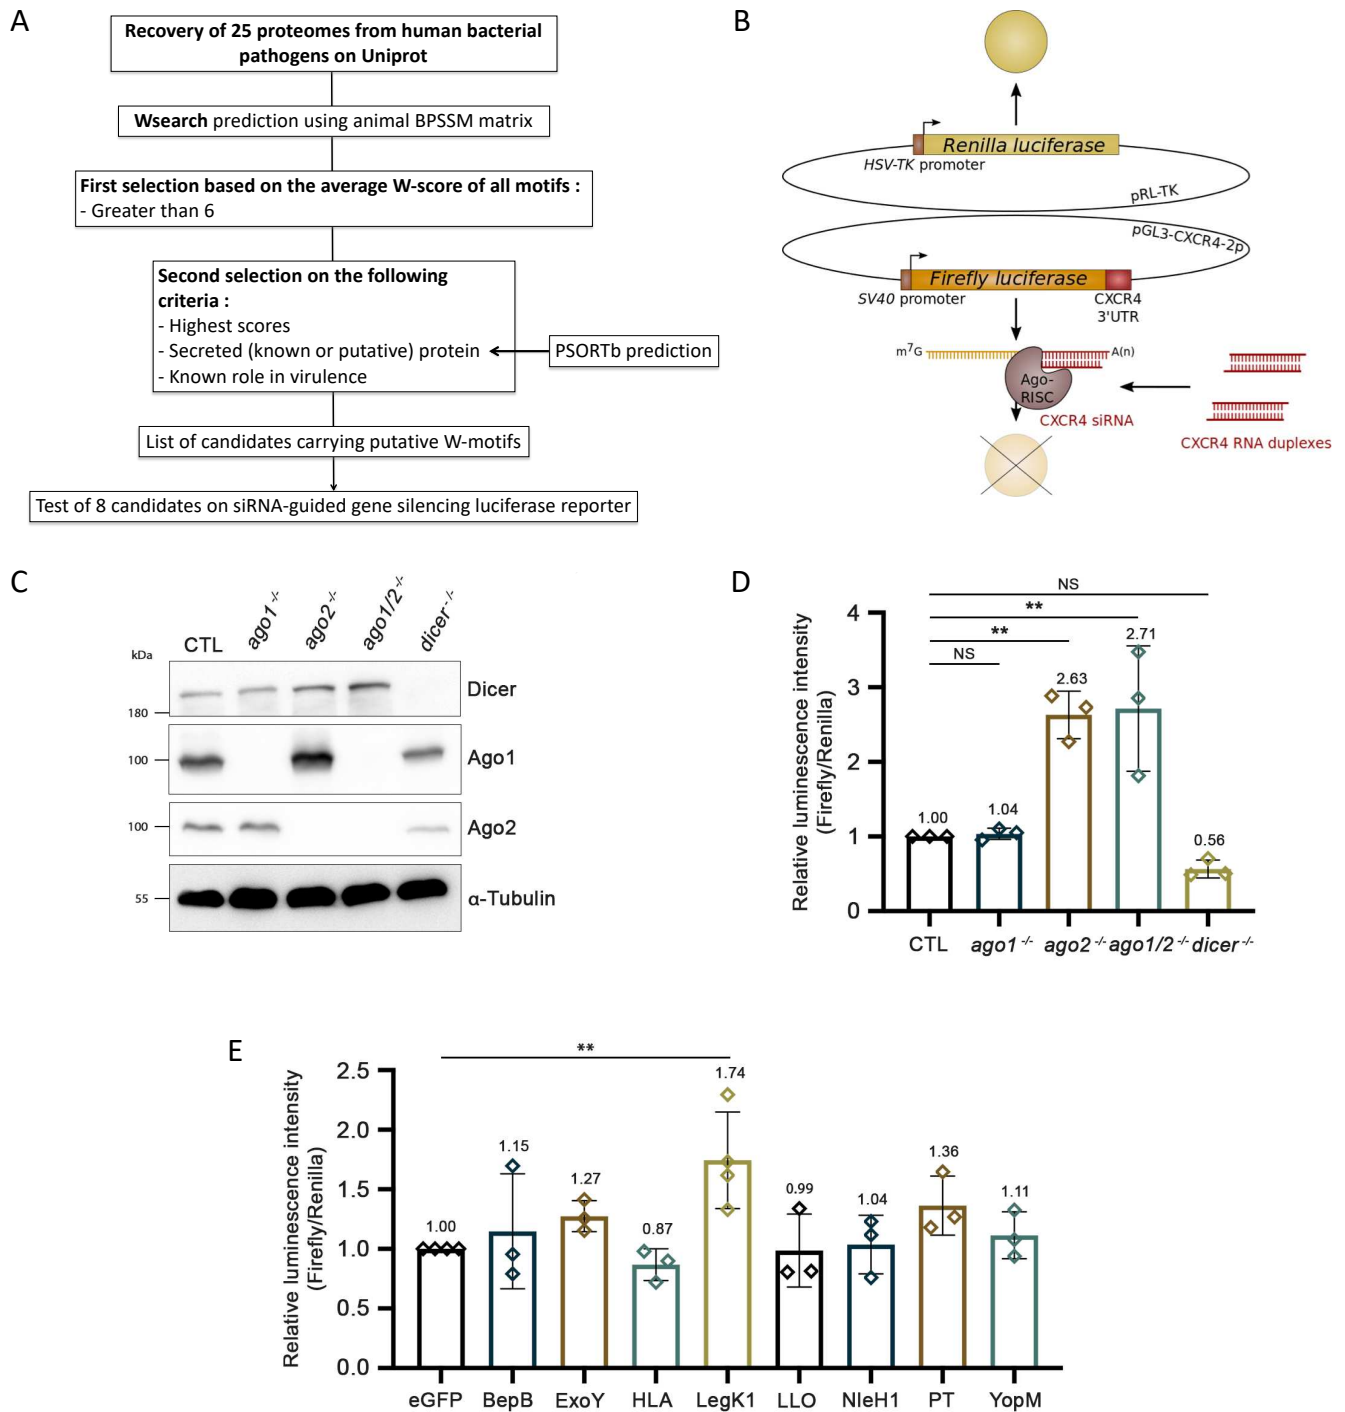 A
Recovery of 25 proteomes from human bacterial
pathogens on Uniprot
Wsearch prediction using animal BPSSM matrix
First selection based on the average W-score of all motifs :
- Greater than 6
Second selection on the following
criteria :
- Highest scores
- Secreted (known or putative) protein
- Known role in virulence
PSORTb prediction
List of candidates carrying putative W-motifs
Test of 8 candidates on siRNA-guided gene silencing luciferase reporter
B
Renilla luciferase
HSV-TK promoter
pRL-TK
pGL3-CXCR4-2p
Firefly luciferase
SV40 promoter
CXCR4
3'UTR
m7G
A(n)
Ago-
RISC
CXCR4 siRNA
CXCR4 RNA duplexes
C
kDa
CTL
ago1 -/-
ago2 -/-
ago1/2 -/-
dicer -/-
180
Dicer
100
Ago1
100
Ago2
55
α-Tubulin
D
Relative luminescence intensity
(Firefly/Renilla)
4
3
2
1
0
NS
**
**
NS
1.00
1.04
2.63
2.71
0.56
CTL
ago1 -/-
ago2 -/-
ago1/2 -/-
dicer -/-
E
Relative luminescence intensity
(Firefly/Renilla)
2.5
2.0
1.5
1.0
0.5
0.0
**
1.00
1.15
1.27
0.87
1.74
0.99
1.04
1.36
1.11
eGFP
BepB
ExoY
HLA
LegK1
LLO
NleH1
PT
YopM